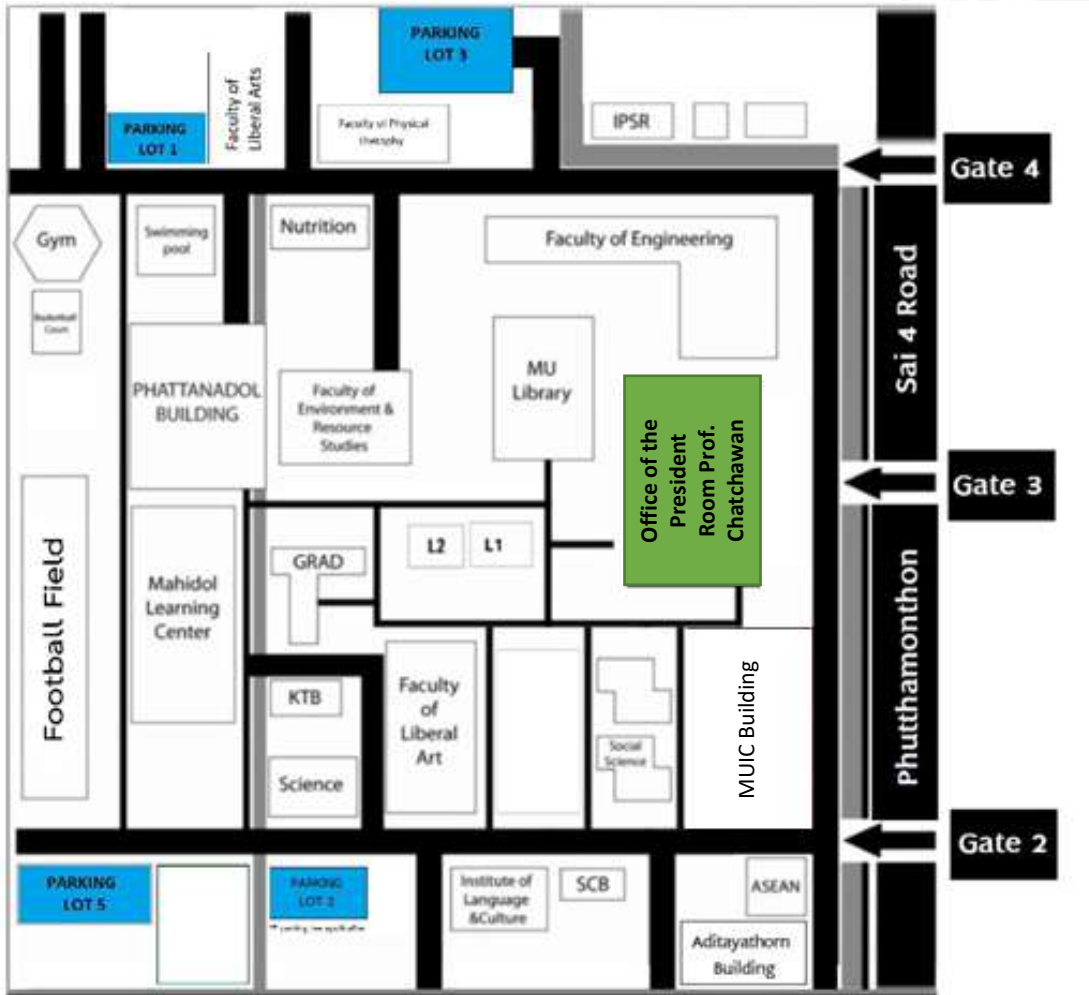 PARKING
LOT 3
PARKING
LOT 1
Faculty of
Liberal Arts
Faculty of Physical
IPSR
Gate 4
Gym
Swimming
pool
Nutrition
Faculty of Engineering
Basketball
Court
MU
Library
Sai 4 Road
PHATTANADOL
BUILDING
Faculty of
Environment &
Resource
Studies
Office of the
President
Room Prof.
Chatchawan
Gate 3
Football Field
Mahidol
Learning
Center
GRAD
L2
L1
Phutthamonthon
KTB
Faculty
of
Liberal
Art
Social
Science
MUIC Building
Science
Gate 2
PARKING
LOT 5
PARKING
LOT 2
Institute of
Language
&Culture
SCB
ASEAN
Aditayathorn
Building